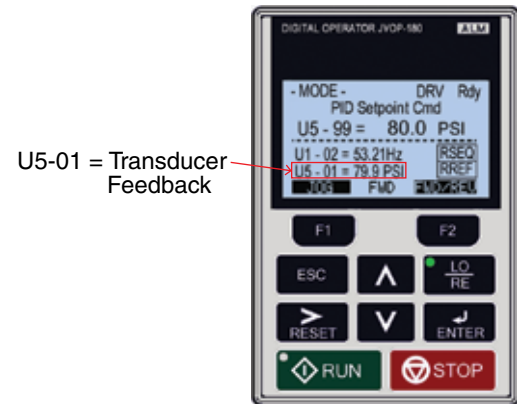 DIGITAL OPERATOR JVOP-180 ALM
- MODE - DRV Rdy
PID Setpoint Cmd
U5 - 99 = 80.0 PSI
U1 - 02 = 53.21Hz RSEQ
U5 - 01 = 79.9 PSI RREF
JOG FWD FWD/REV
U5-01 = Transducer
Feedback
F1 F2
ESC LO
RE
RESET ENTER
RUN STOP